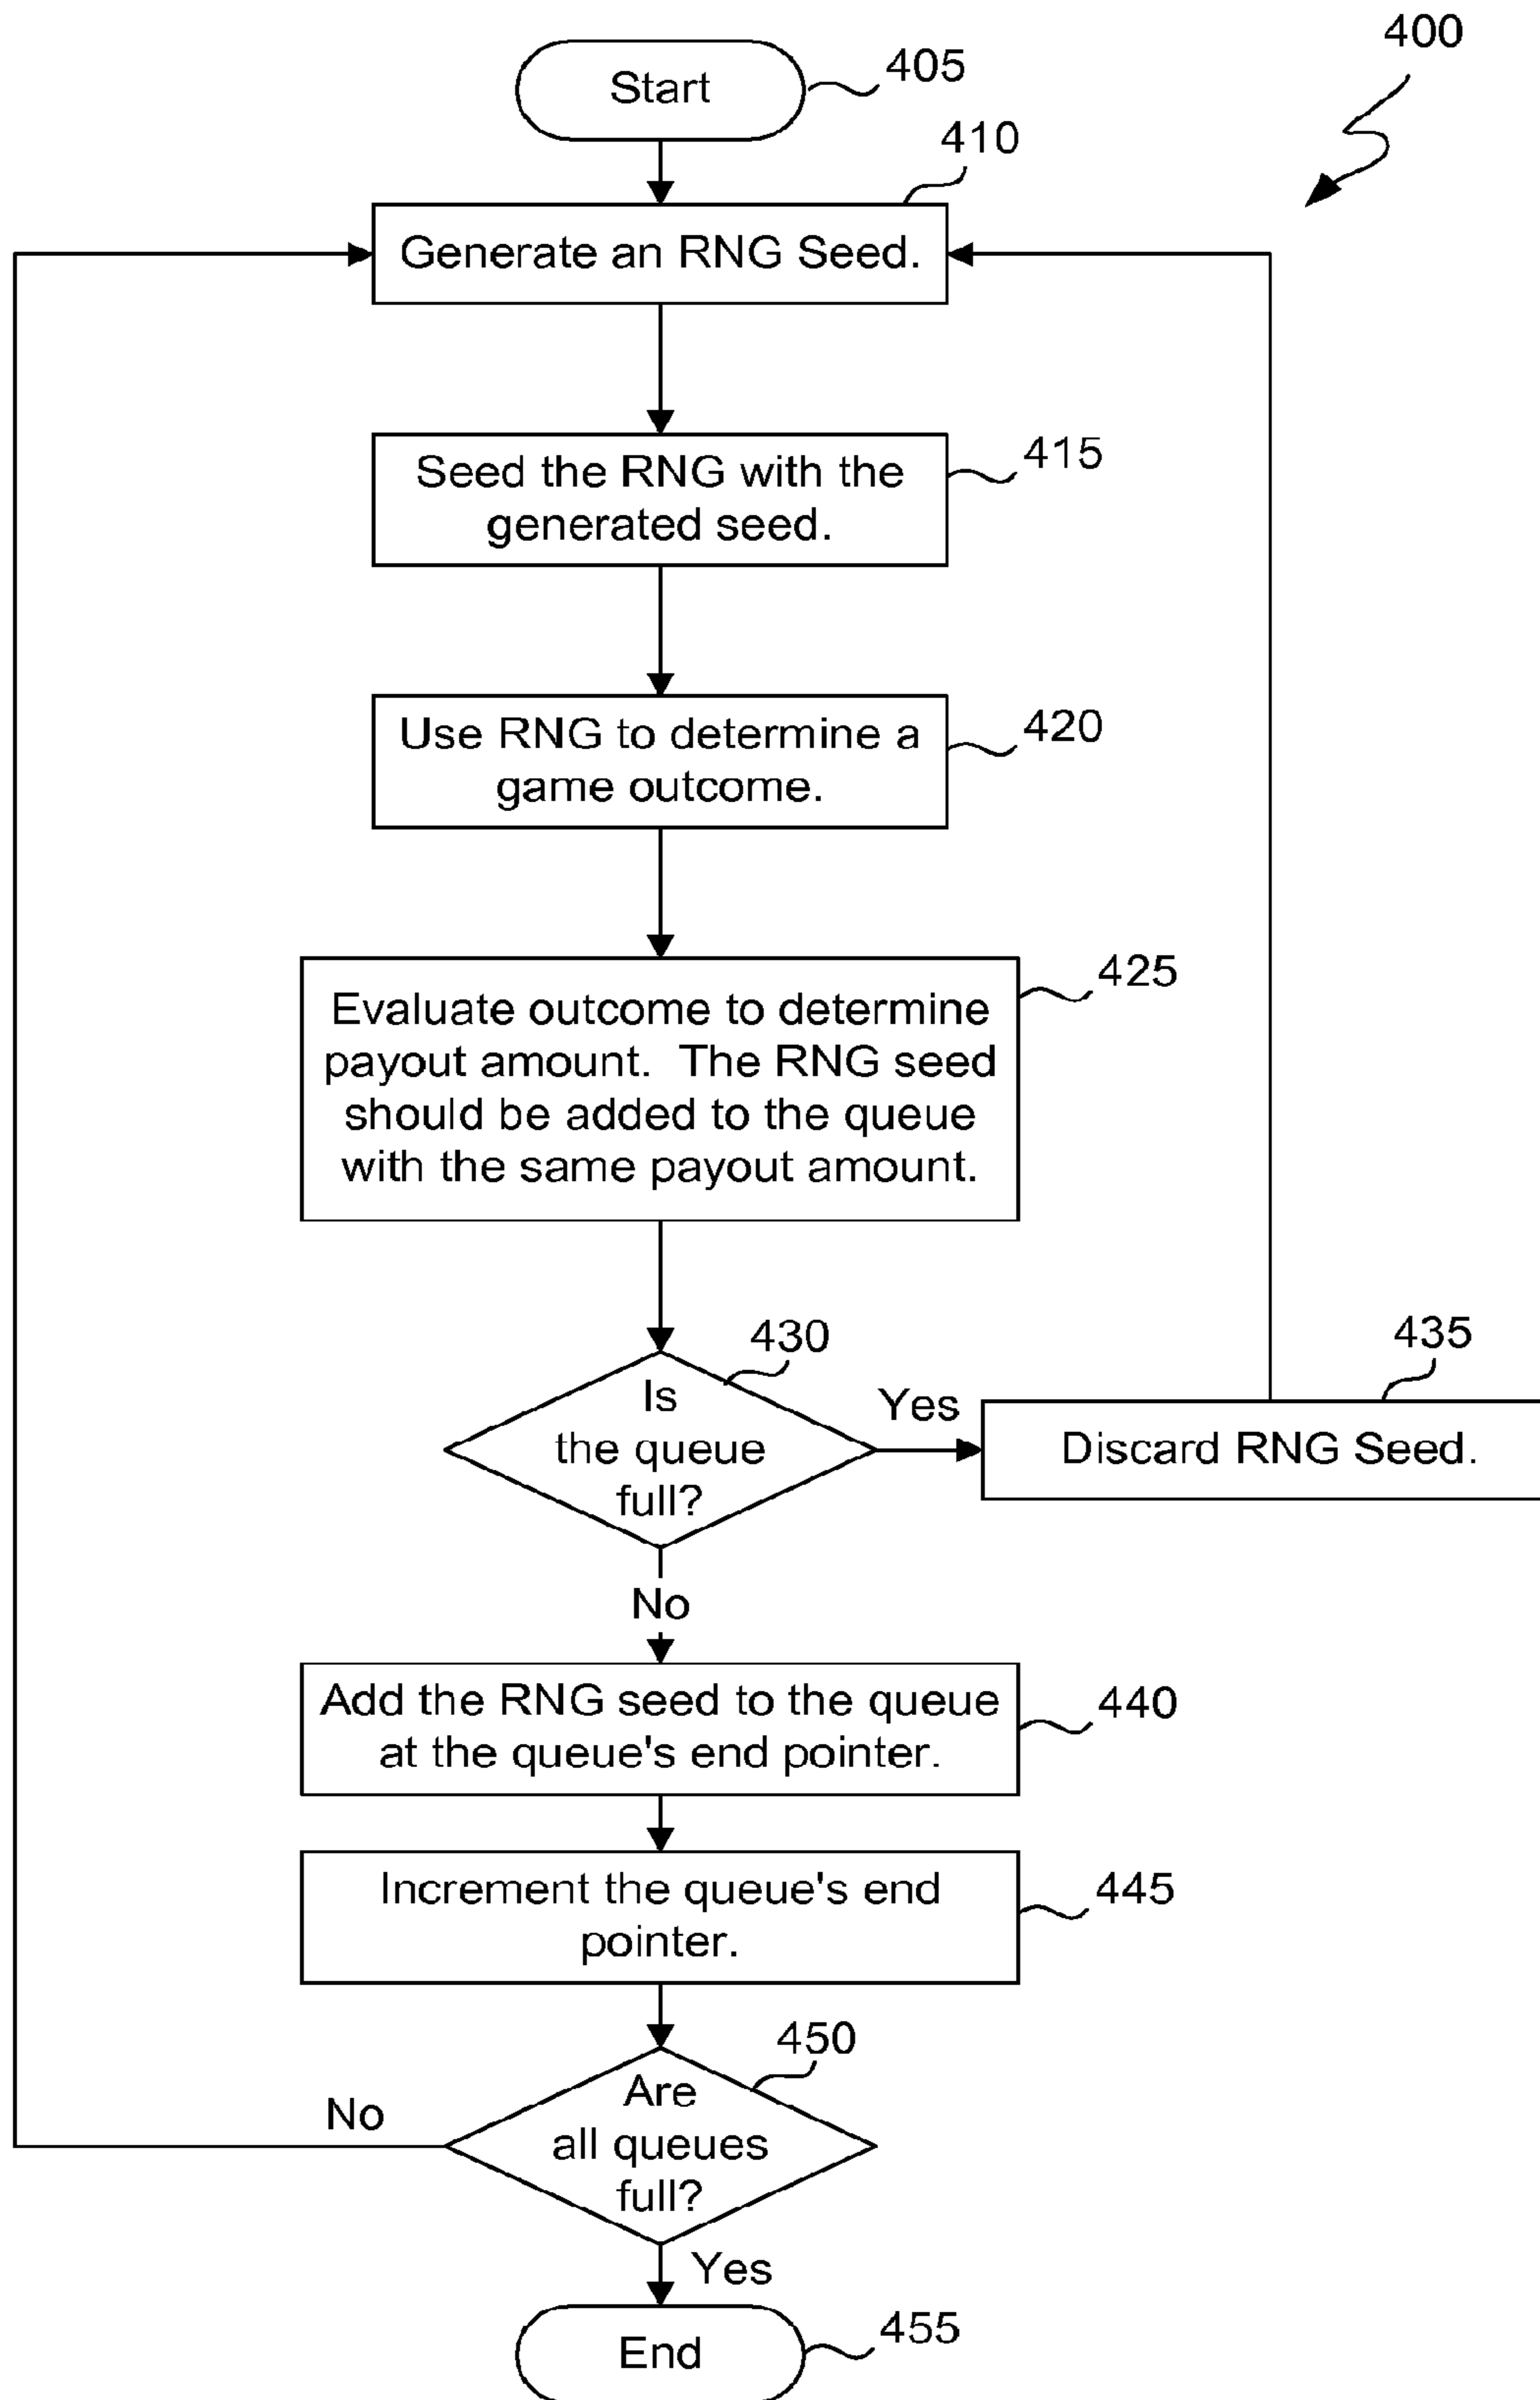 400
Start
405
410
Generate an RNG Seed.
Seed the RNG with the
generated seed.
415
Use RNG to determine a
game outcome.
420
Evaluate outcome to determine
payout amount. The RNG seed
should be added to the queue
with the same payout amount.
425
430
Is
the queue
full?
Yes
435
Discard RNG Seed.
No
Add the RNG seed to the queue
at the queue's end pointer.
440
Increment the queue's end
pointer.
445
450
Are
all queues
full?
No
Yes
End
455